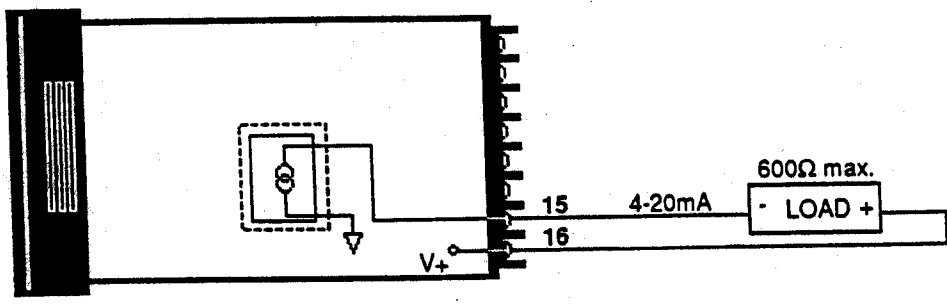 600Ω max.
15
4-20mA
- LOAD +
16
V+